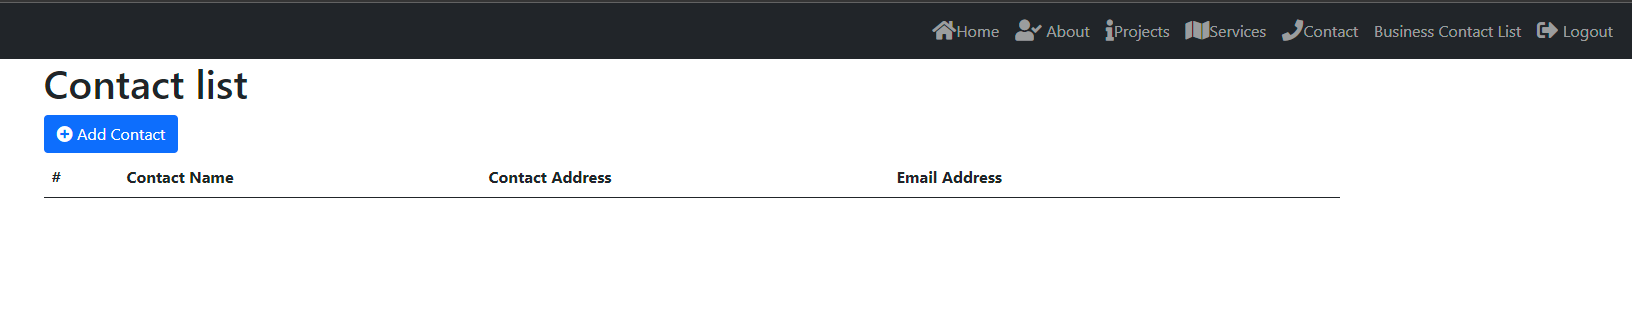 Home About Projects Services Contact Business Contact List Logout
Contact list
Add Contact
# Contact Name Contact Address Email Address